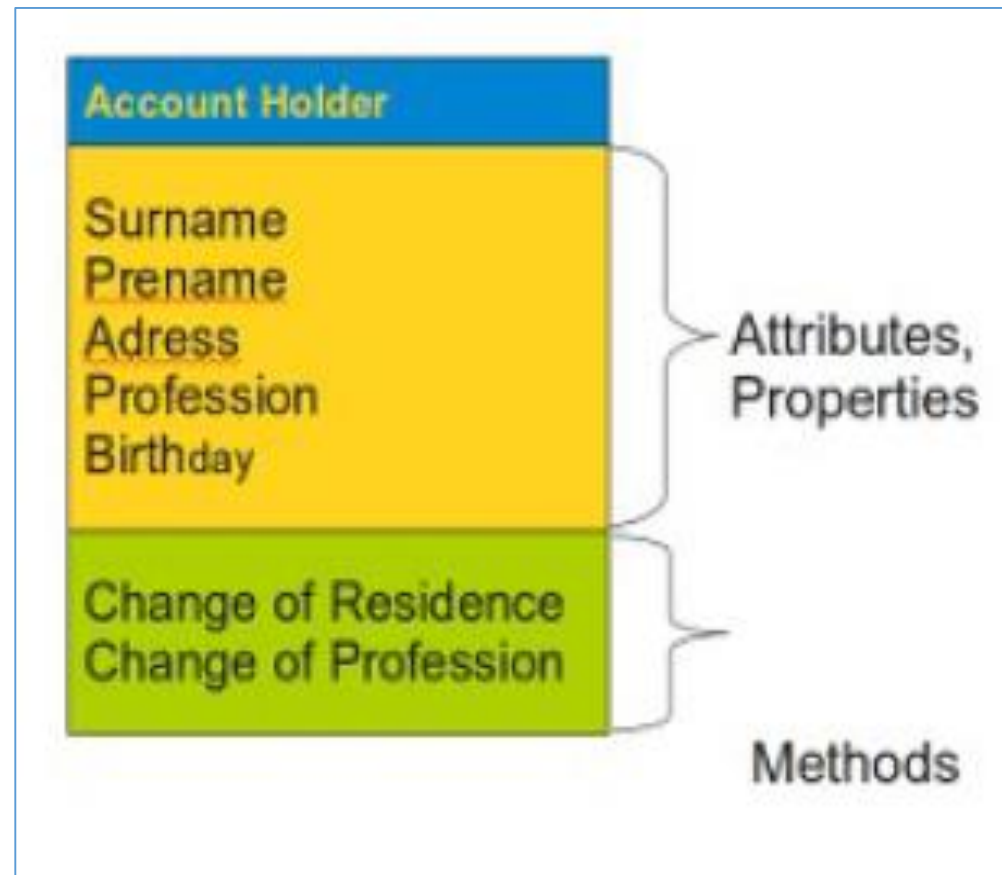 Account Holder
Surname
Prename
Adress
Profession
Birthday
Attributes,
Properties
Change of Residence
Change of Profession
Methods